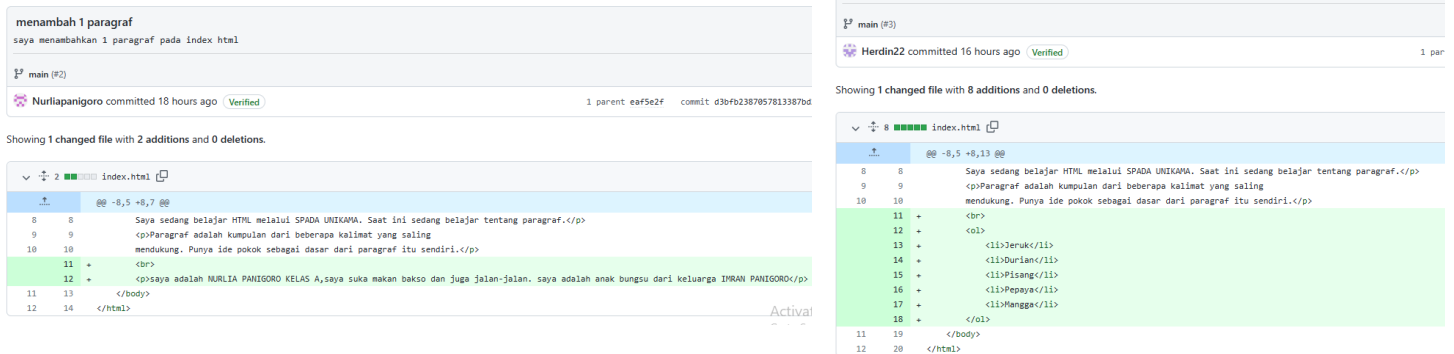 menambah 1 paragraf
saya menambahkan 1 paragraf pada index html
main (#2)
Nurliapanigoro committed 18 hours ago Verified
1 parent eaf5e2f commit d3bfb2387057813387bd
Showing 1 changed file with 2 additions and 0 deletions.
2 index.html
@@ -8,5 +8,7 @@
8 8 Saya sedang belajar HTML melalui SPADA UNIKAMA. Saat ini sedang belajar tentang paragraf.</p>
9 9 <p>Paragraf adalah kumpulan dari beberapa kalimat yang saling
10 10 mendukung. Punya ide pokok sebagai dasar dari paragraf itu sendiri.</p>
11 + <br>
12 + <p>saya adalah NURLIA PANIGORO KELAS A,saya suka makan bakso dan juga jalan-jalan. saya adalah anak bungsu dari keluarga IMRAN PANIGORO</p>
11 13 </body>
12 14 </html>
Activat
main (#3)
Herdin22 committed 16 hours ago Verified
1 par
Showing 1 changed file with 8 additions and 0 deletions.
8 index.html
@@ -8,5 +8,13 @@
8 8 Saya sedang belajar HTML melalui SPADA UNIKAMA. Saat ini sedang belajar tentang paragraf.</p>
9 9 <p>Paragraf adalah kumpulan dari beberapa kalimat yang saling
10 10 mendukung. Punya ide pokok sebagai dasar dari paragraf itu sendiri.</p>
11 + <br>
12 + <ol>
13 + <li>Jeruk</li>
14 + <li>Durian</li>
15 + <li>Pisang</li>
16 + <li>Pepaya</li>
17 + <li>Mangga</li>
18 + </ol>
11 19 </body>
12 20 </html>